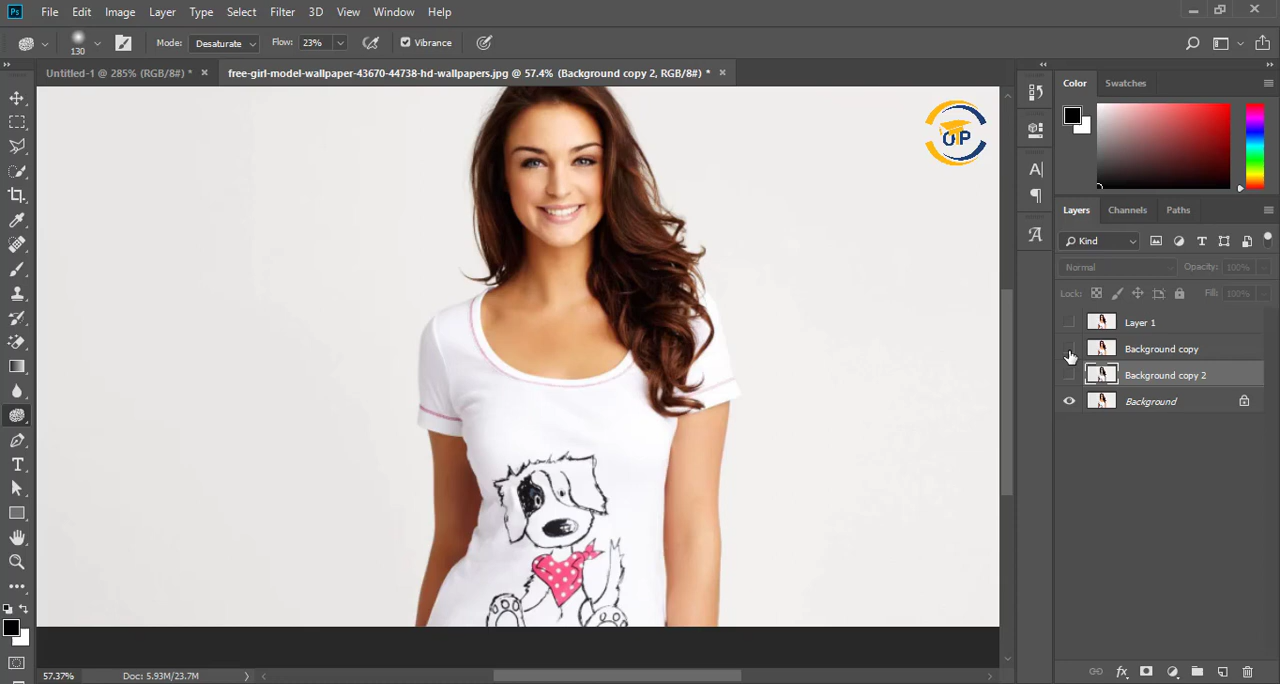 Ps File Edit Image Layer Type Select Filter 3D View Window Help
130 Mode: Desaturate Flow: 23% Vibrance
Untitled-1 @ 285% (RGB/8#) * × free-girl-model-wallpaper-43670-44738-hd-wallpapers.jpg @ 57.4% (Background copy 2, RGB/8#) * ×
Color Swatches
Layers Channels Paths
Kind
Normal Opacity: 100%
Lock: Fill: 100%
Layer 1
Background copy
Background copy 2
Background
57.37% Doc: 5.93M/23.7M